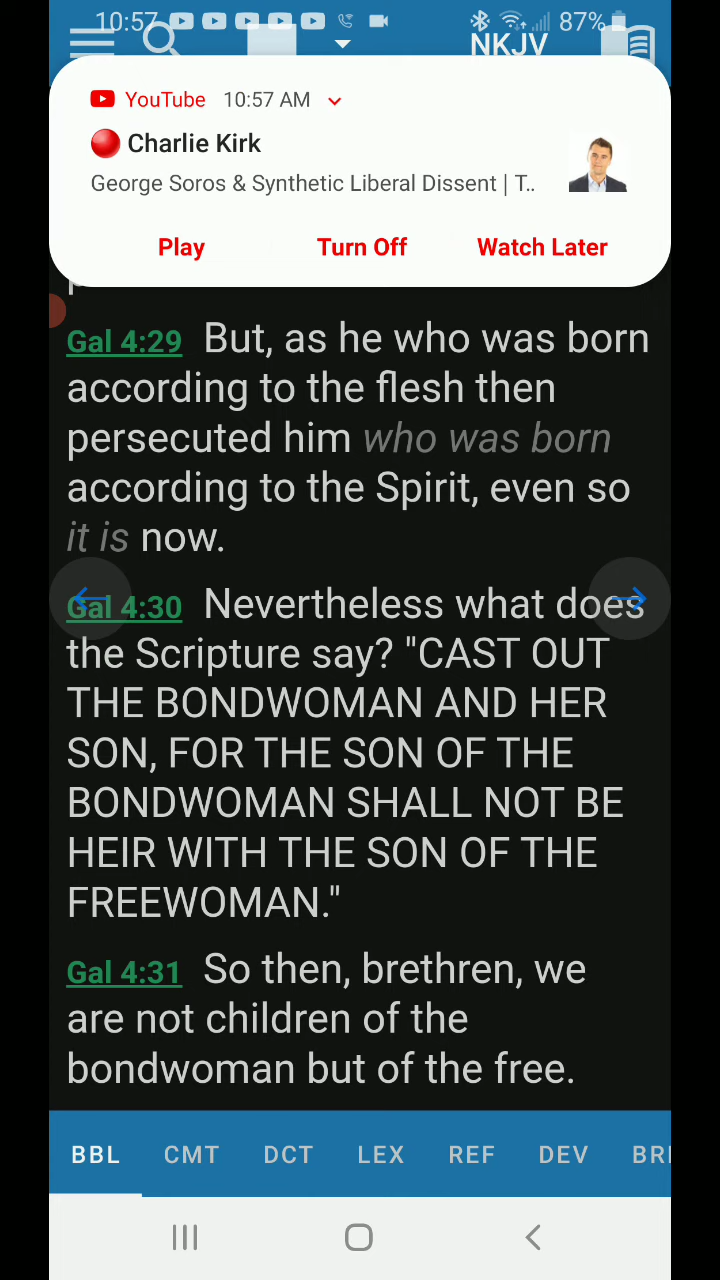 10:57 87%
NKJV
YouTube 10:57 AM
Charlie Kirk
George Soros & Synthetic Liberal Dissent | T..
Play Turn Off Watch Later
Gal 4:29 But, as he who was born
according to the flesh then
persecuted him who was born
according to the Spirit, even so
it is now.
Gal 4:30 Nevertheless what does
the Scripture say? "CAST OUT
THE BONDWOMAN AND HER
SON, FOR THE SON OF THE
BONDWOMAN SHALL NOT BE
HEIR WITH THE SON OF THE
FREEWOMAN."
Gal 4:31 So then, brethren, we
are not children of the
bondwoman but of the free.
BBL CMT DCT LEX REF DEV